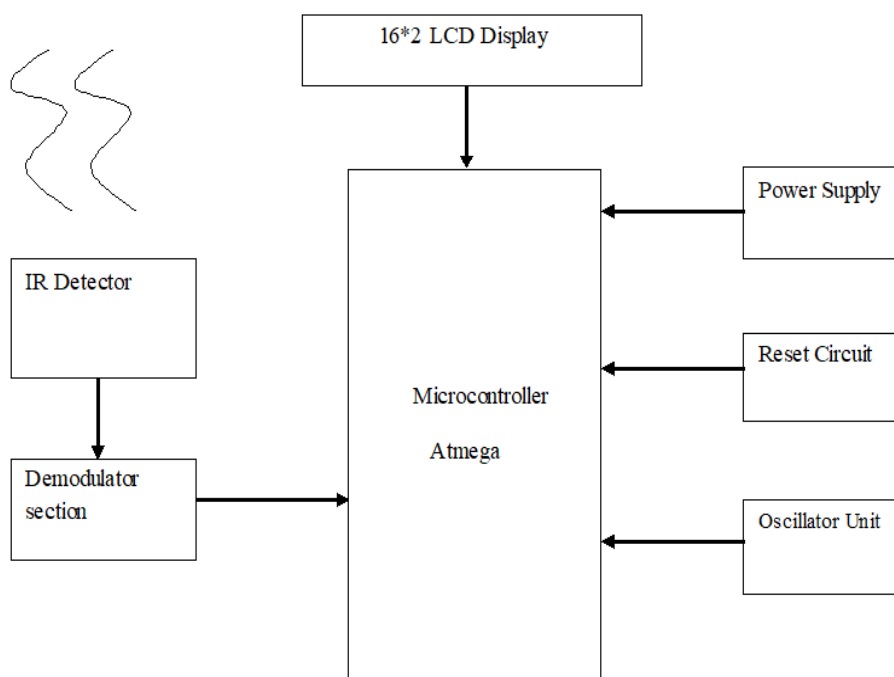 16*2 LCD Display
Power Supply
IR Detector
Reset Circuit
Microcontroller
Atmega
Demodulator
section
Oscillator Unit